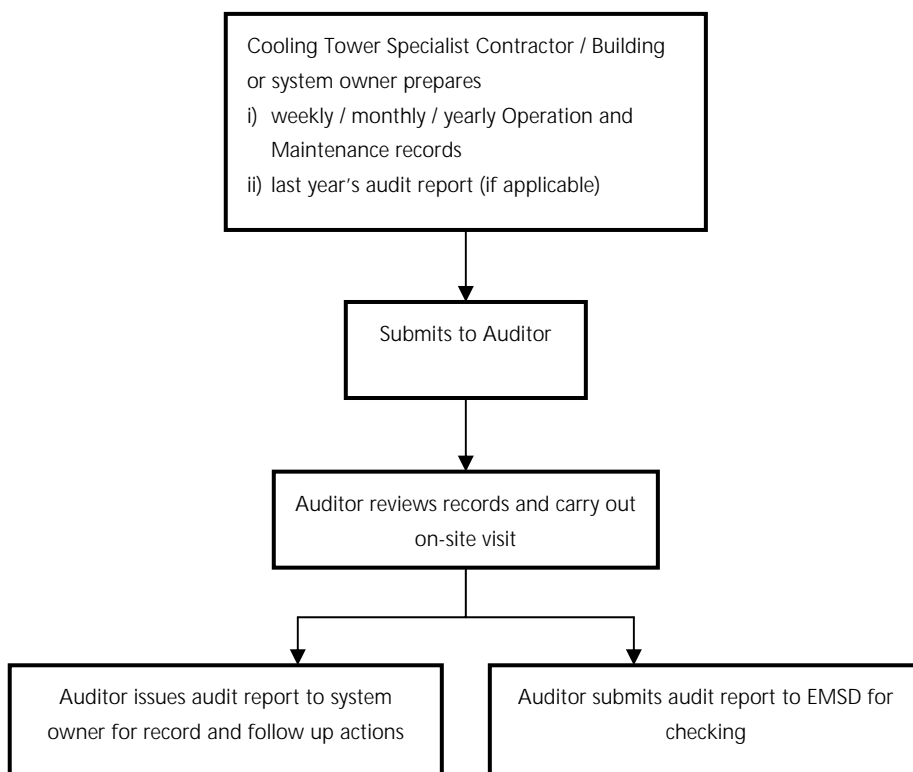 Cooling Tower Specialist Contractor / Building
or system owner prepares
i) weekly / monthly / yearly Operation and
Maintenance records
ii) last year's audit report (if applicable)
Submits to Auditor
Auditor reviews records and carry out
on-site visit
Auditor issues audit report to system
owner for record and follow up actions
Auditor submits audit report to EMSD for
checking